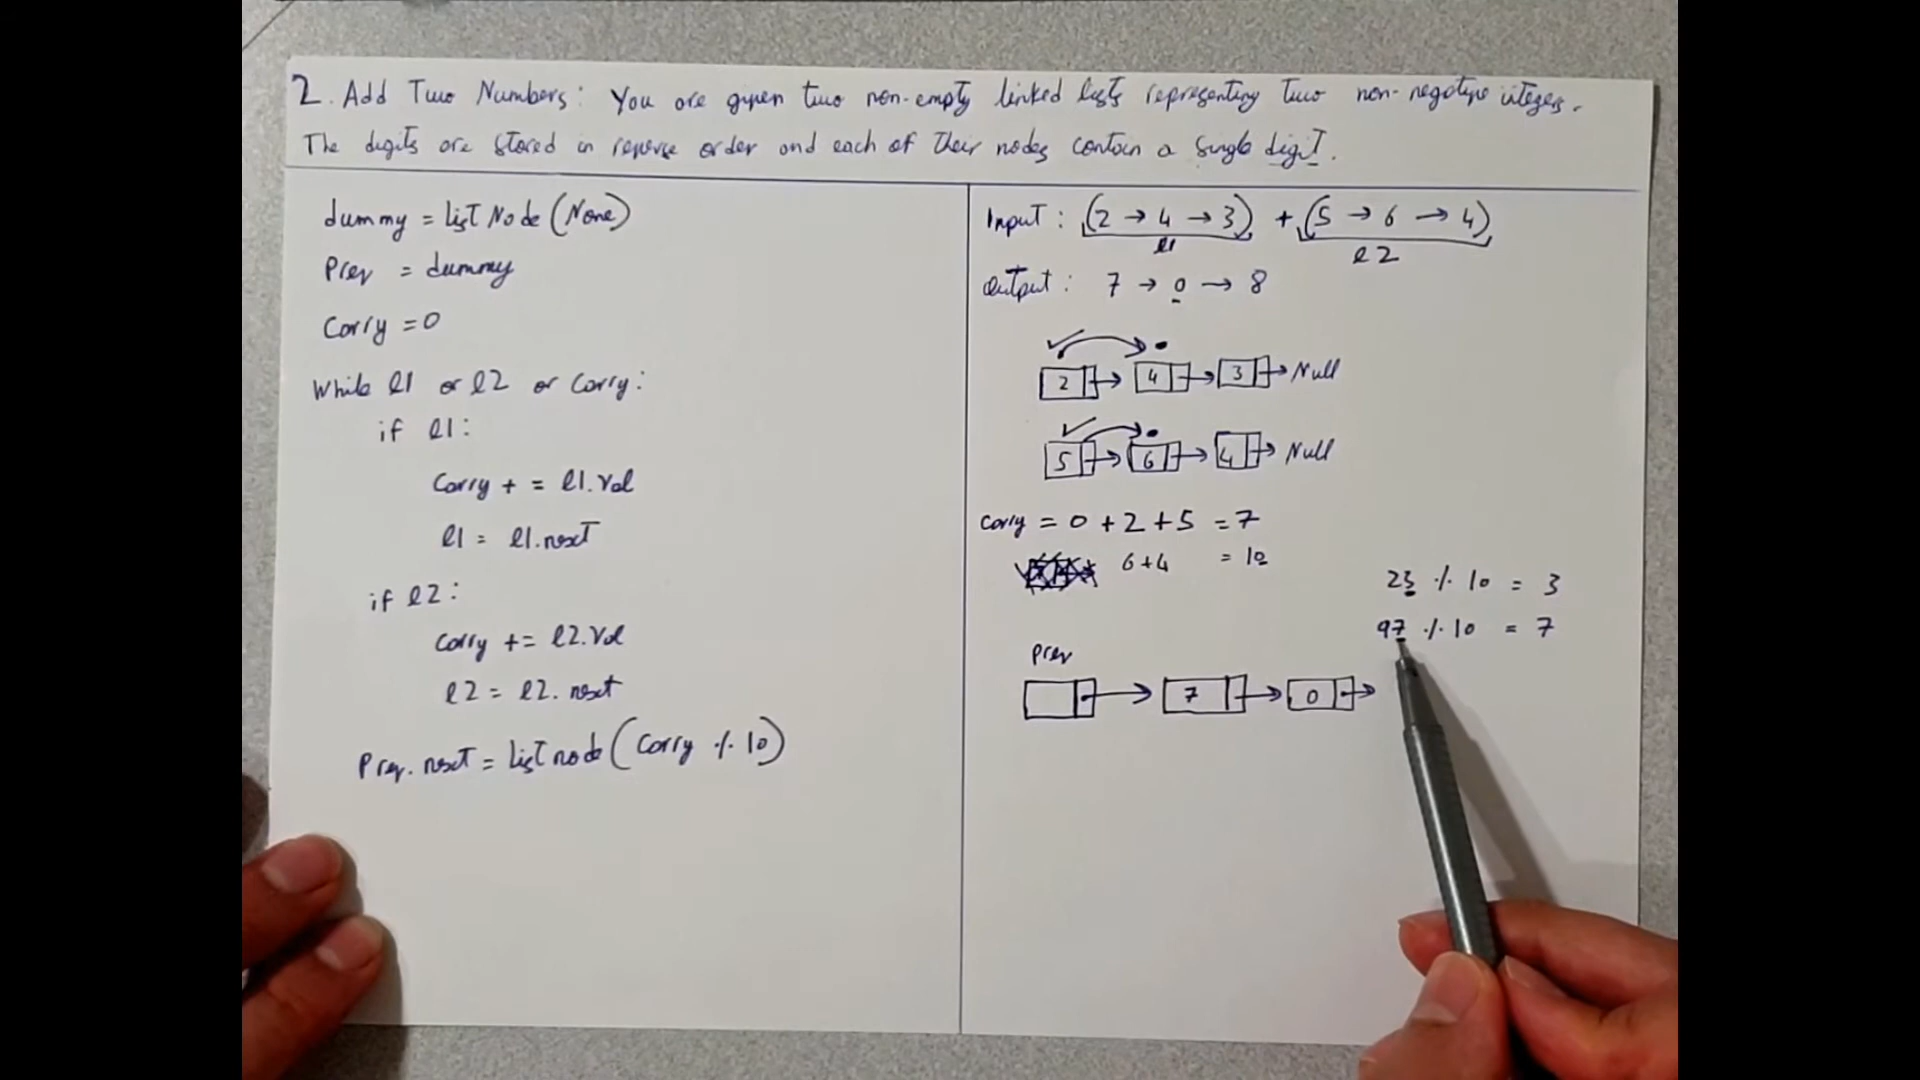 2. Add Two Numbers: You are given two non-empty linked lists representing two non-negative integers.
The digits are stored in reverse order and each of their nodes contain a single digit.
dummy = List Node (None)
Prev = dummy
Carry = 0
While l1 or l2 or Carry:
if l1:
Carry += l1.val
l1 = l1.next
if l2:
Carry += l2.val
l2 = l2.next
Prev.next = List node (Carry % 10)
Input: (2 → 4 → 3) + (5 → 6 → 4)
l1 l2
Output: 7 → 0 → 8
2 → 4 → 3 → Null
5 → 6 → 4 → Null
Carry = 0 + 2 + 5 = 7
6 + 4 = 10
23 % 10 = 3
97 % 10 = 7
Prev
7 → 0 →